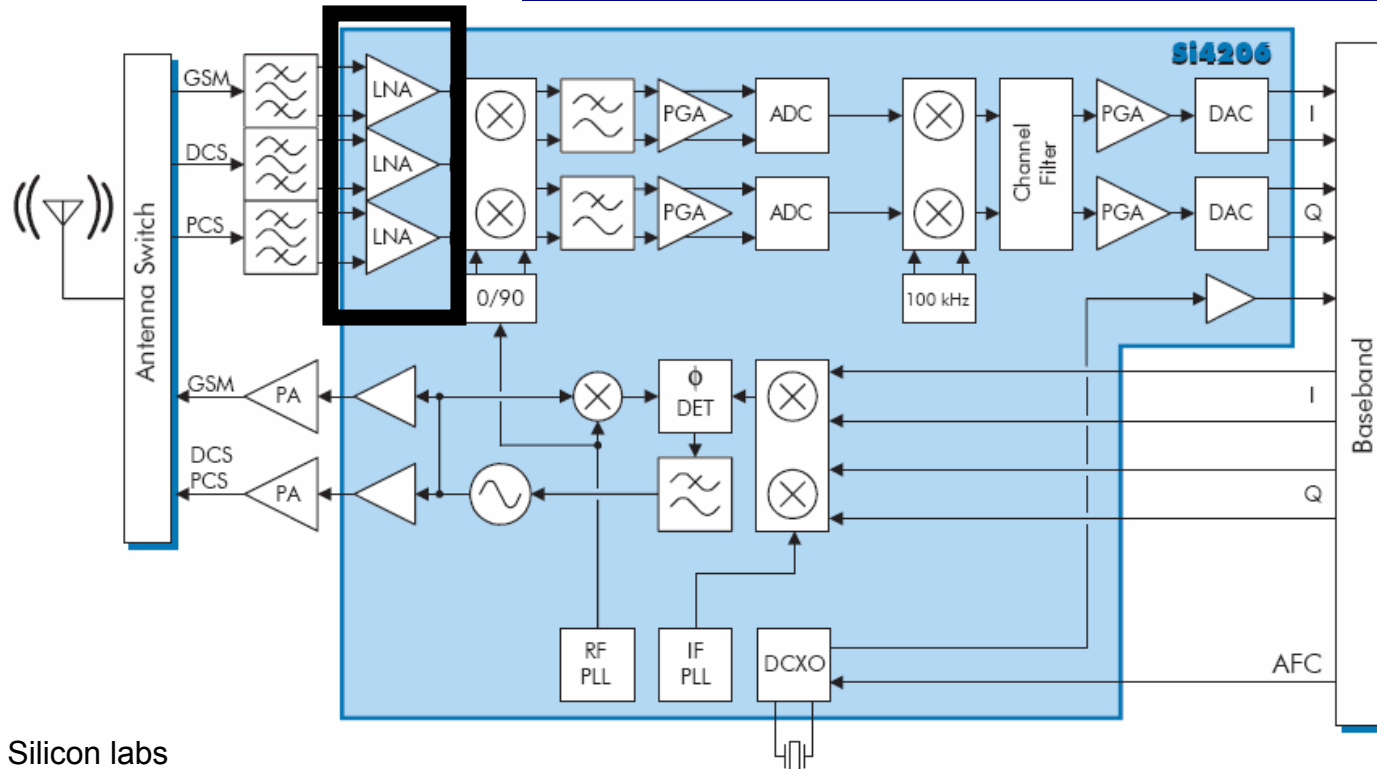 Si4206
GSM
LNA
PGA
ADC
PGA
DAC
I
DCS
LNA
Channel
Filter
PCS
LNA
PGA
ADC
PGA
DAC
Q
0/90
100 kHz
Antenna Switch
GSM
PA
ϕ
DET
I
Baseband
DCS
PCS
PA
Q
RF
PLL
IF
PLL
DCXO
AFC
Silicon labs